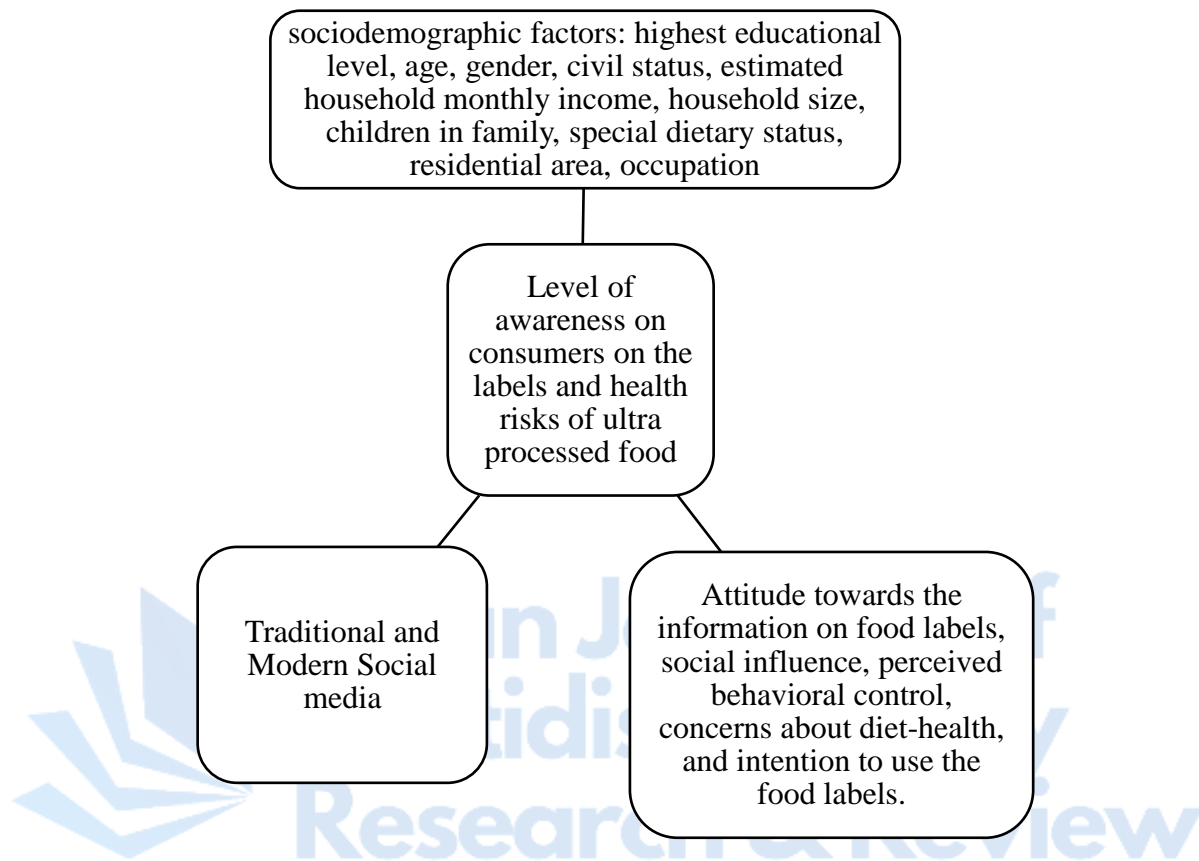 sociodemographic factors: highest educational
level, age, gender, civil status, estimated
household monthly income, household size,
children in family, special dietary status,
residential area, occupation
Level of
awareness on
consumers on the
labels and health
risks of ultra
processed food
Traditional and
Modern Social
media
Attitude towards the
information on food labels,
social influence, perceived
behavioral control,
concerns about diet-health,
and intention to use the
food labels.
Research & Review